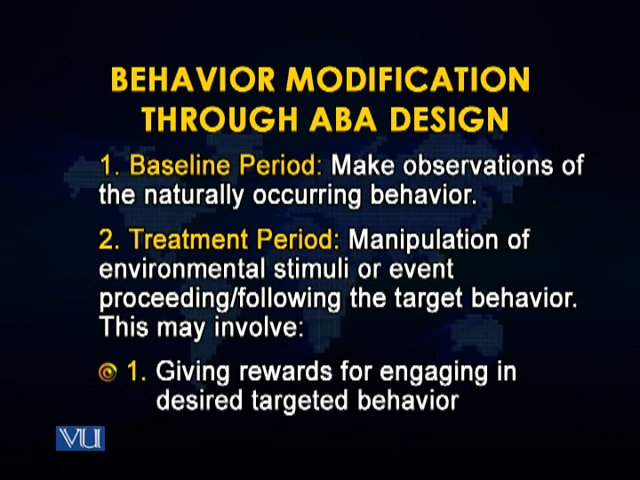 BEHAVIOR MODIFICATION
THROUGH ABA DESIGN
1. Baseline Period: Make observations of
the naturally occurring behavior.
2. Treatment Period: Manipulation of
environmental stimuli or event
proceeding/following the target behavior.
This may involve:
1. Giving rewards for engaging in
desired targeted behavior
VU